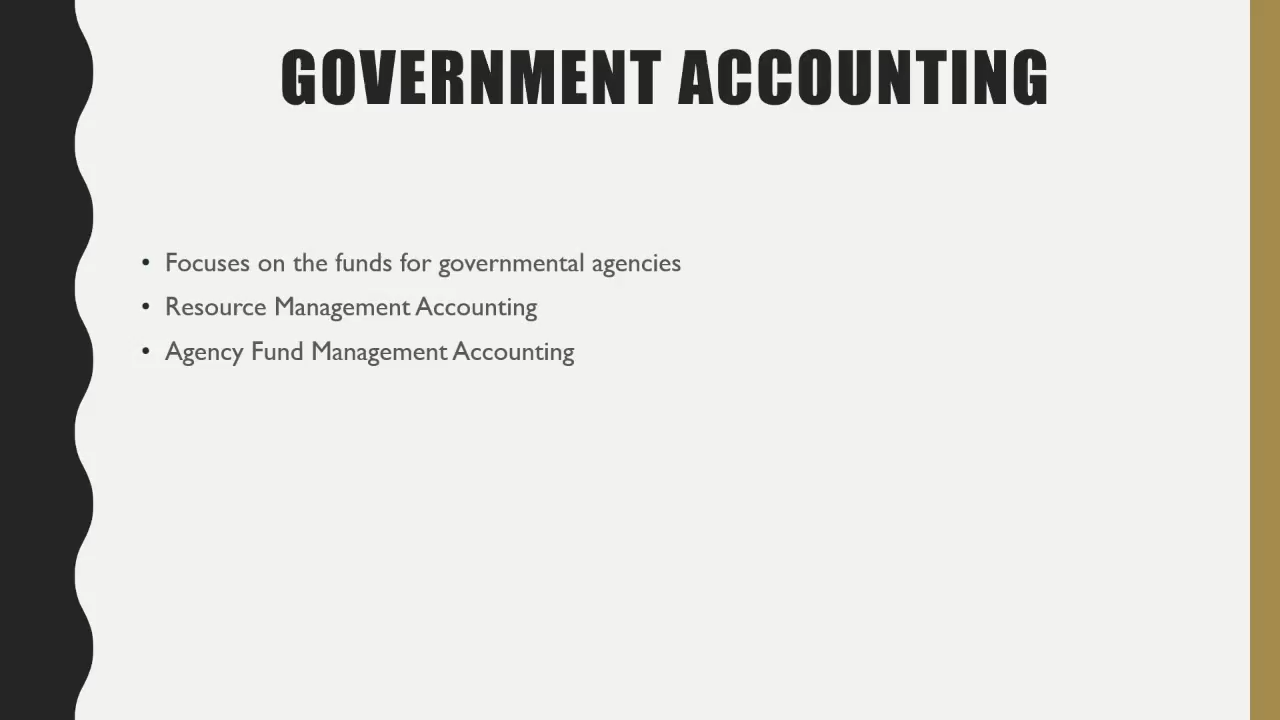 GOVERNMENT ACCOUNTING
• Focuses on the funds for governmental agencies
• Resource Management Accounting
• Agency Fund Management Accounting